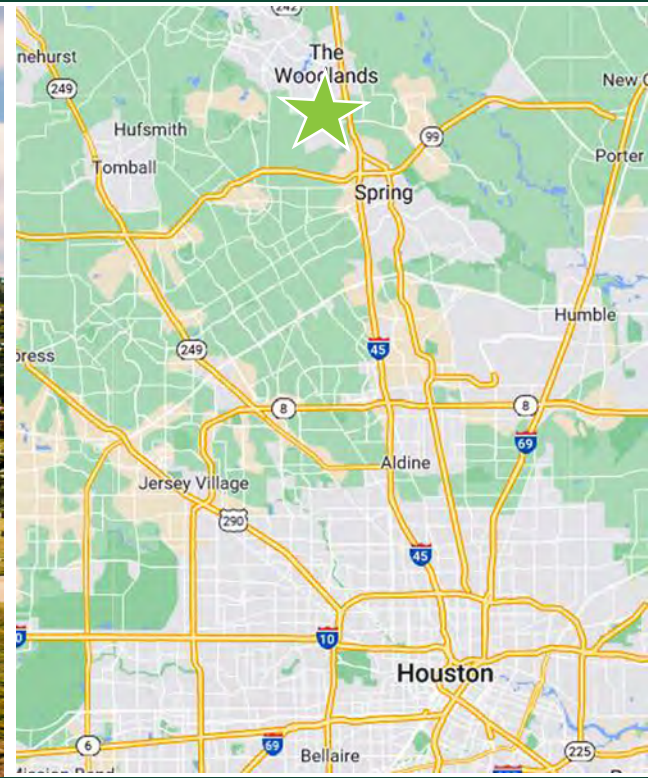 242
The
Woodlands
nehurst
249
New C
Hufsmith
99
Tomball
Porter
Spring
Humble
45
249
press
8
8
69
Aldine
Jersey Village
290
45
10
0
Houston
6
69
Bellaire
225